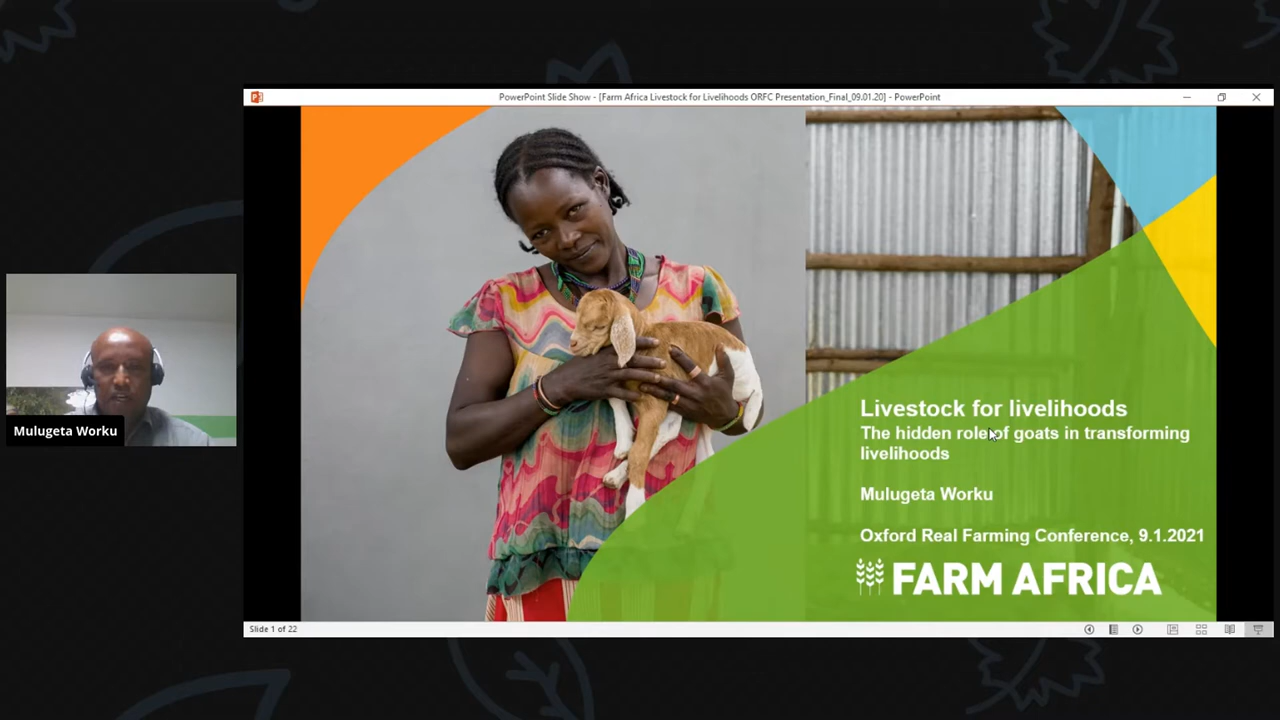 PowerPoint Slide Show - [Farm Africa Livestock for Livelihoods ORFC Presentation_Final_09.01.20] - PowerPoint
Mulugeta Worku
Livestock for livelihoods
The hidden role of goats in transforming
livelihoods
Mulugeta Worku
Oxford Real Farming Conference, 9.1.2021
FARM AFRICA
Slide 1 of 22